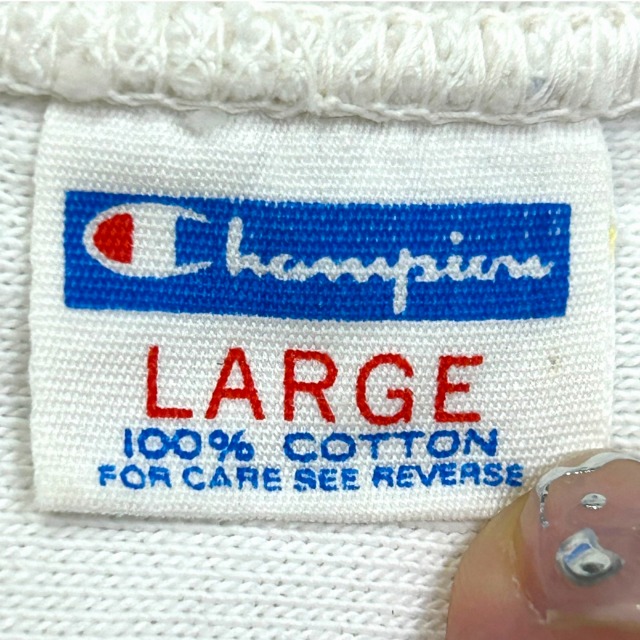 Champion
LARGE
100% COTTON
FOR CARE SEE REVERSE